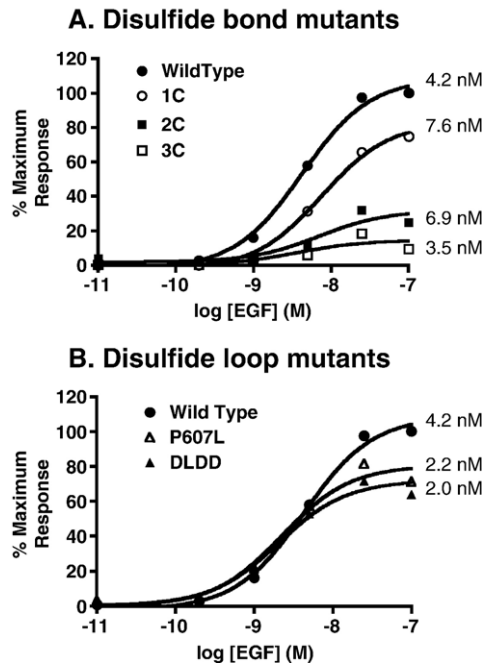 A. Disulfide bond mutants
% Maximum
Response
120
100
80
60
40
20
0
WildType
1C
2C
3C
4.2 nM
7.6 nM
6.9 nM
3.5 nM
-11
-10
-9
-8
-7
log [EGF] (M)
B. Disulfide loop mutants
% Maximum
Response
120
100
80
60
40
20
0
Wild Type
P607L
DLDD
4.2 nM
2.2 nM
2.0 nM
-11
-10
-9
-8
-7
log [EGF] (M)